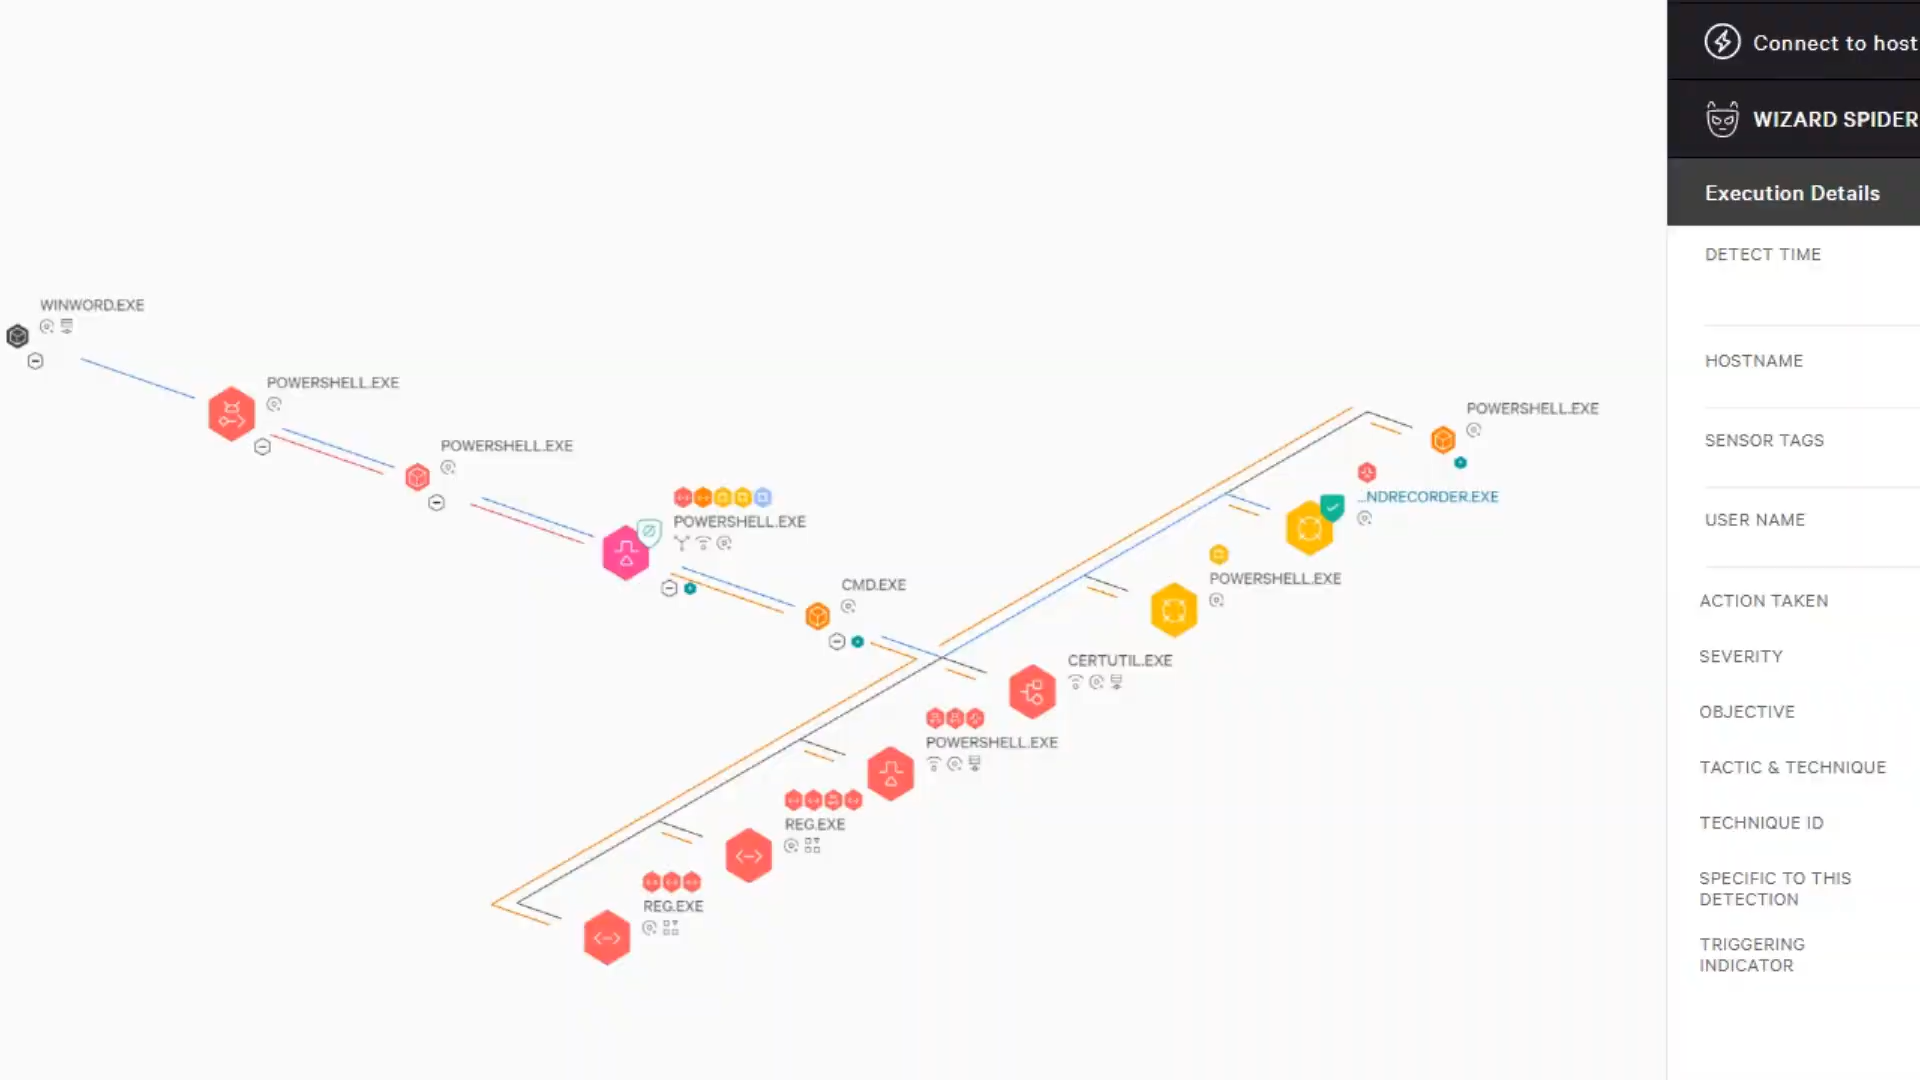 WINWORD.EXE
POWERSHELL.EXE
POWERSHELL.EXE
POWERSHELL.EXE
CMD.EXE
POWERSHELL.EXE
...NDRECORDER.EXE
POWERSHELL.EXE
CERTUTIL.EXE
POWERSHELL.EXE
REG.EXE
REG.EXE
Connect to host
WIZARD SPIDER
Execution Details
DETECT TIME
HOSTNAME
SENSOR TAGS
USER NAME
ACTION TAKEN
SEVERITY
OBJECTIVE
TACTIC & TECHNIQUE
TECHNIQUE ID
SPECIFIC TO THIS
DETECTION
TRIGGERING
INDICATOR